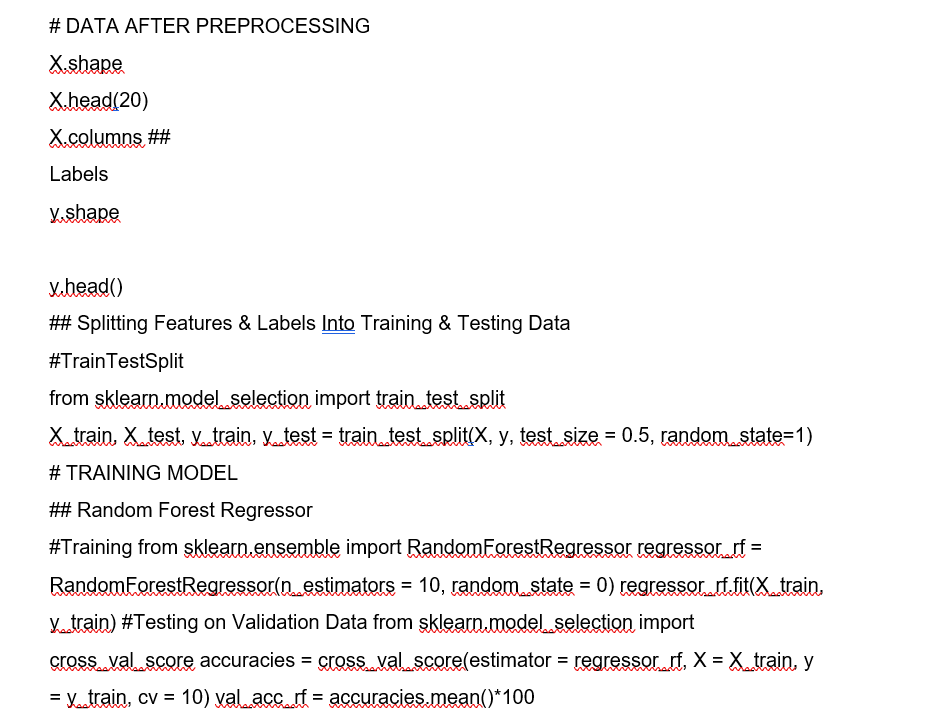 # DATA AFTER PREPROCESSING
X.shape
X.head(20)
X.columns ##
Labels
y.shape
y.head()
## Splitting Features & Labels Into Training & Testing Data
#TrainTestSplit
from sklearn.model_selection import train_test_split
X_train, X_test, y_train, y_test = train_test_split(X, y, test_size = 0.5, random_state=1)
# TRAINING MODEL
## Random Forest Regressor
#Training from sklearn.ensemble import RandomForestRegressor regressor_rf =
RandomForestRegressor(n_estimators = 10, random_state = 0) regressor_rf.fit(X_train,
y_train) #Testing on Validation Data from sklearn.model_selection import
cross_val_score accuracies = cross_val_score(estimator = regressor_rf, X = X_train, y
= y_train, cv = 10) val_acc_rf = accuracies.mean()*100